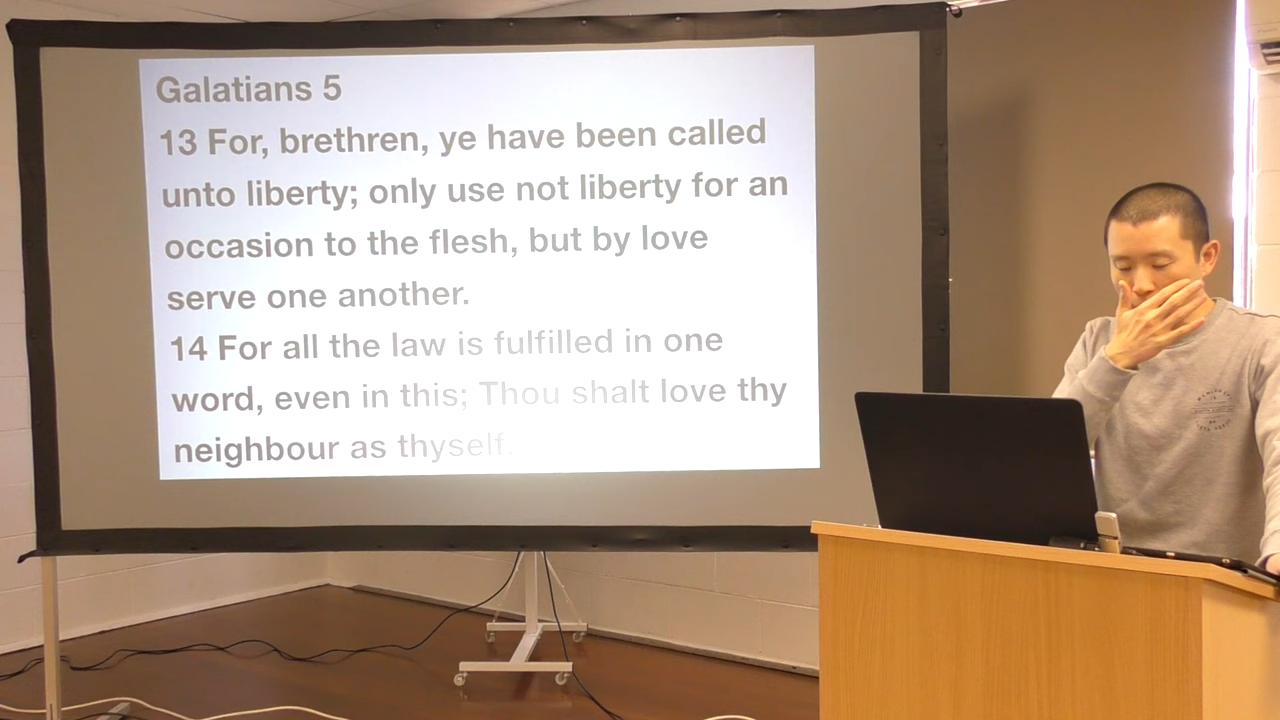 Galatians 5
13 For, brethren, ye have been called
unto liberty; only use not liberty for an
occasion to the flesh, but by love
serve one another.
14 For all the law is fulfilled in one
word, even in this; Thou shalt love thy
neighbour as thyself.